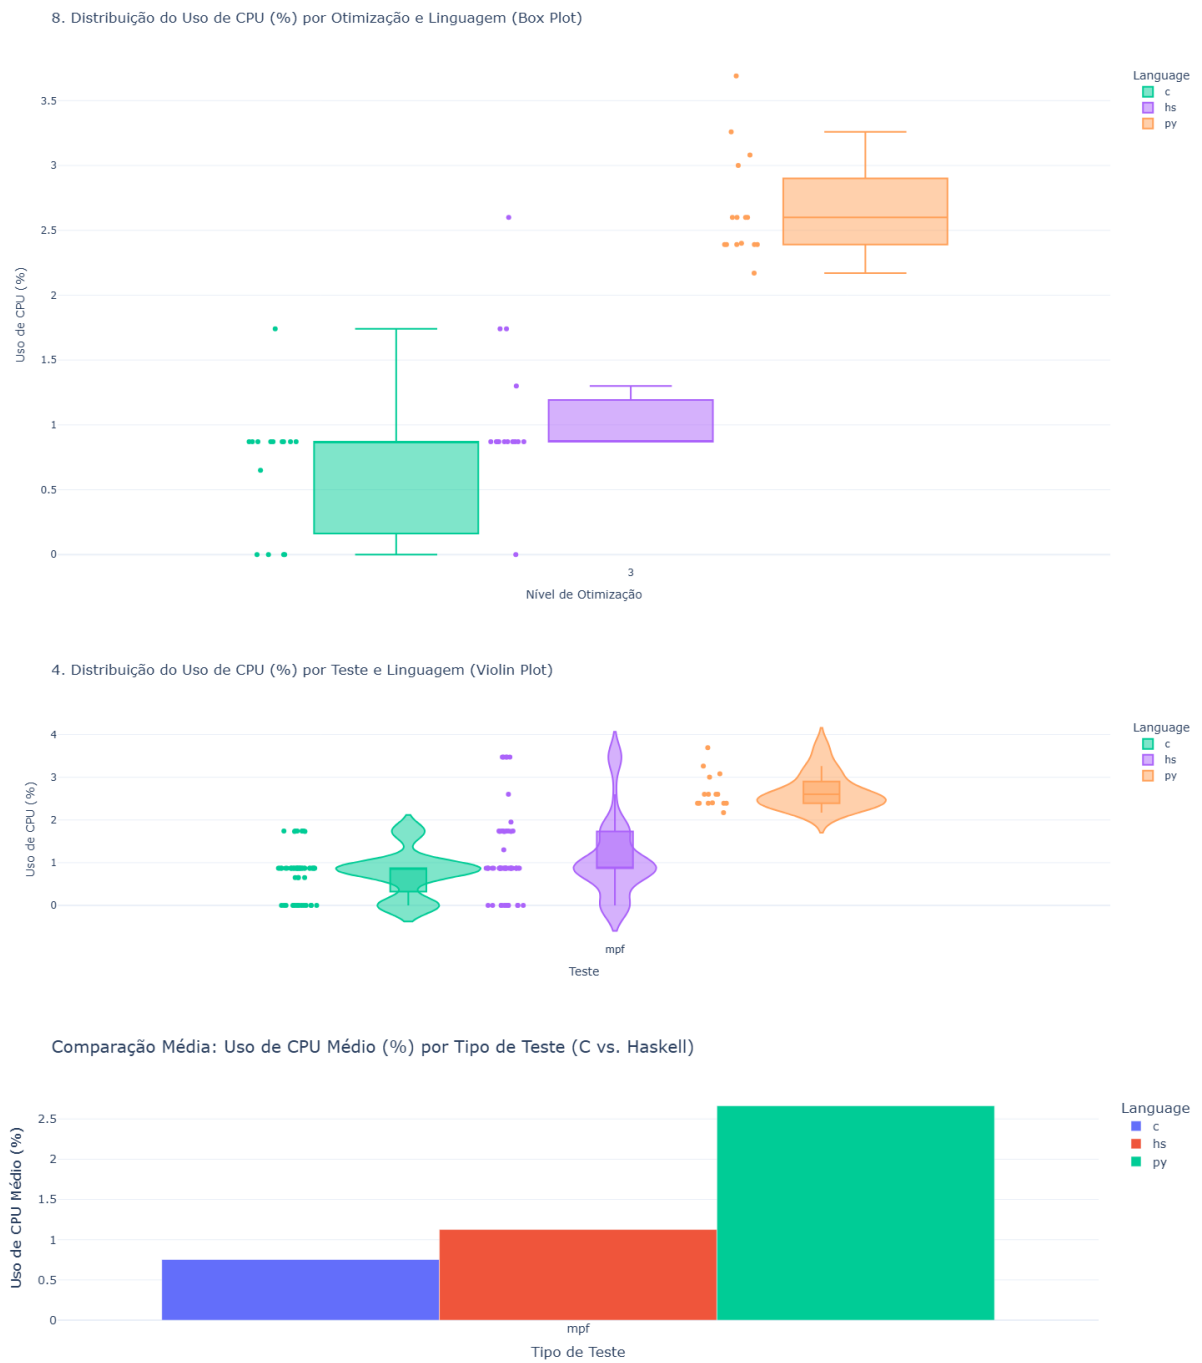 8. Distribuição do Uso de CPU (%) por Otimização e Linguagem (Box Plot)
Language
c
hs
py
3.5
3
2.5
2
1.5
1
0.5
0
Uso de CPU (%)
3
Nível de Otimização
4. Distribuição do Uso de CPU (%) por Teste e Linguagem (Violin Plot)
Language
c
hs
py
4
3
2
1
0
Uso de CPU (%)
mpf
Teste
Comparação Média: Uso de CPU Médio (%) por Tipo de Teste (C vs. Haskell)
Language
c
hs
py
2.5
2
1.5
1
0.5
0
Uso de CPU Médio (%)
mpf
Tipo de Teste